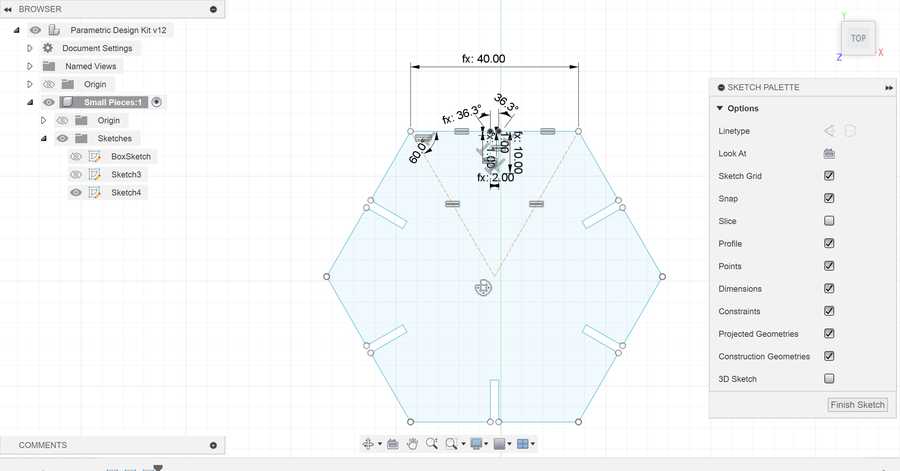 BROWSER
Parametric Design Kit v12
Document Settings
Named Views
Origin
Small Pieces:1
Origin
Sketches
BoxSketch
Sketch3
Sketch4
COMMENTS
fx: 40.00
fx: 36.3°
36.3°
60.0°
fx: 10.00
fx: 2.00
Y
TOP
X
Z
SKETCH PALETTE
Options
Linetype
Look At
Sketch Grid
Snap
Slice
Profile
Points
Dimensions
Constraints
Projected Geometries
Construction Geometries
3D Sketch
Finish Sketch